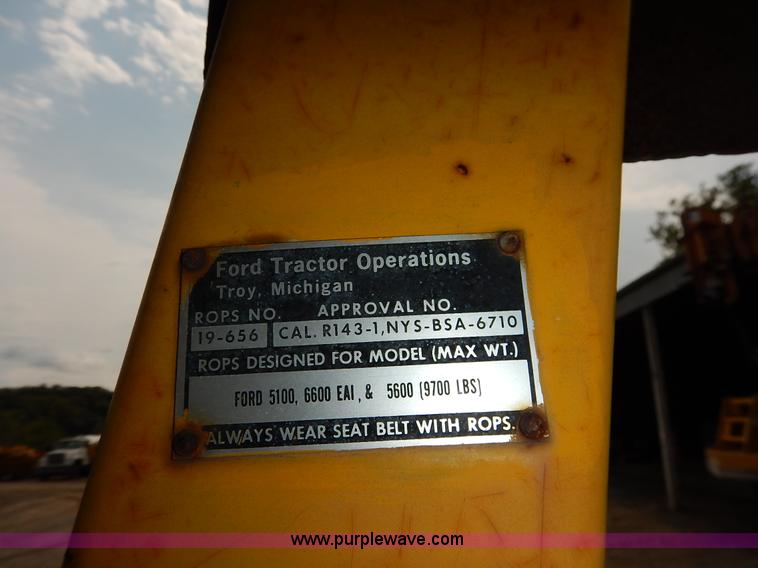 Ford Tractor Operations
Troy, Michigan
ROPS NO. APPROVAL NO.
19-656 CAL. R143-1,NYS-BSA-6710
ROPS DESIGNED FOR MODEL (MAX WT.)
FORD 5100, 6600 EAI, & 5600 (9700 LBS)
ALWAYS WEAR SEAT BELT WITH ROPS.
www.purplewave.com